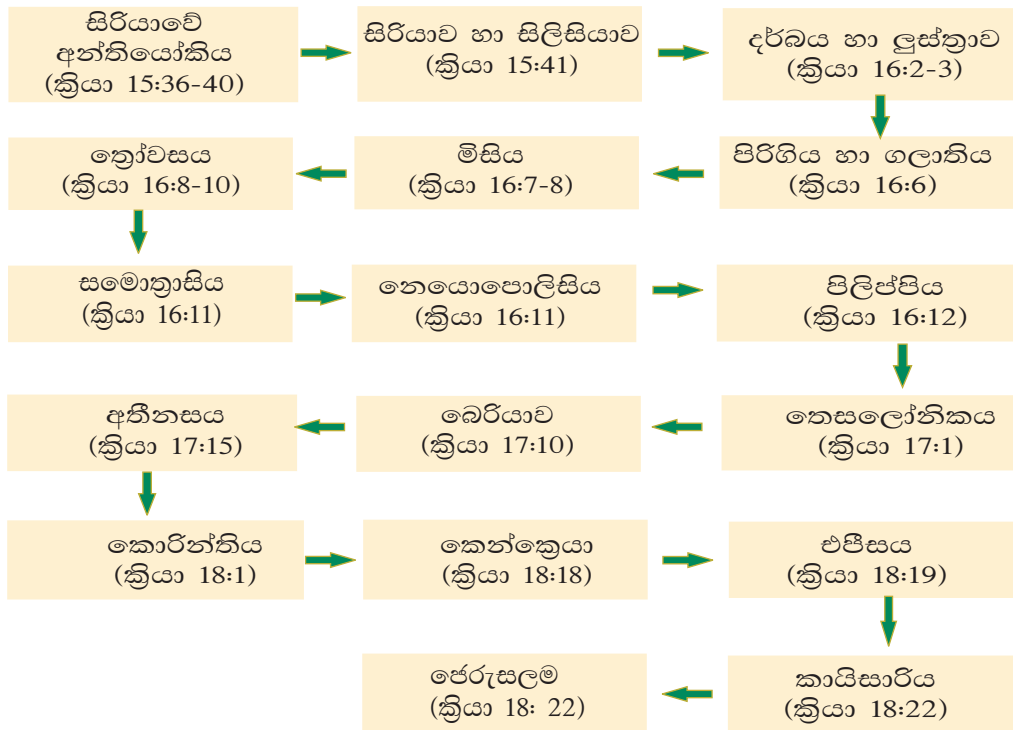 සිරියාවේ
අන්තියෝකිය
(ක්‍රියා 15:36-40)
සිරියාව හා සිලිසියාව
(ක්‍රියා 15:41)
දර්බය හා ලුස්ත්‍රාව
(ක්‍රියා 16:2-3)
පිරිගිය හා ගලාතිය
(ක්‍රියා 16:6)
මිසිය
(ක්‍රියා 16:7-8)
ත්‍රෝවසය
(ක්‍රියා 16:8-10)
සමොත්‍රාසිය
(ක්‍රියා 16:11)
නෙයොපොලිසිය
(ක්‍රියා 16:11)
පිලිප්පිය
(ක්‍රියා 16:12)
තෙසලෝනිකය
(ක්‍රියා 17:1)
බෙරියාව
(ක්‍රියා 17:10)
අතීනසය
(ක්‍රියා 17:15)
කොරින්තිය
(ක්‍රියා 18:1)
කෙන්ක්‍රෙයා
(ක්‍රියා 18:18)
එපීසය
(ක්‍රියා 18:19)
කායිසාරිය
(ක්‍රියා 18:22)
ජෙරුසලම
(ක්‍රියා 18: 22)